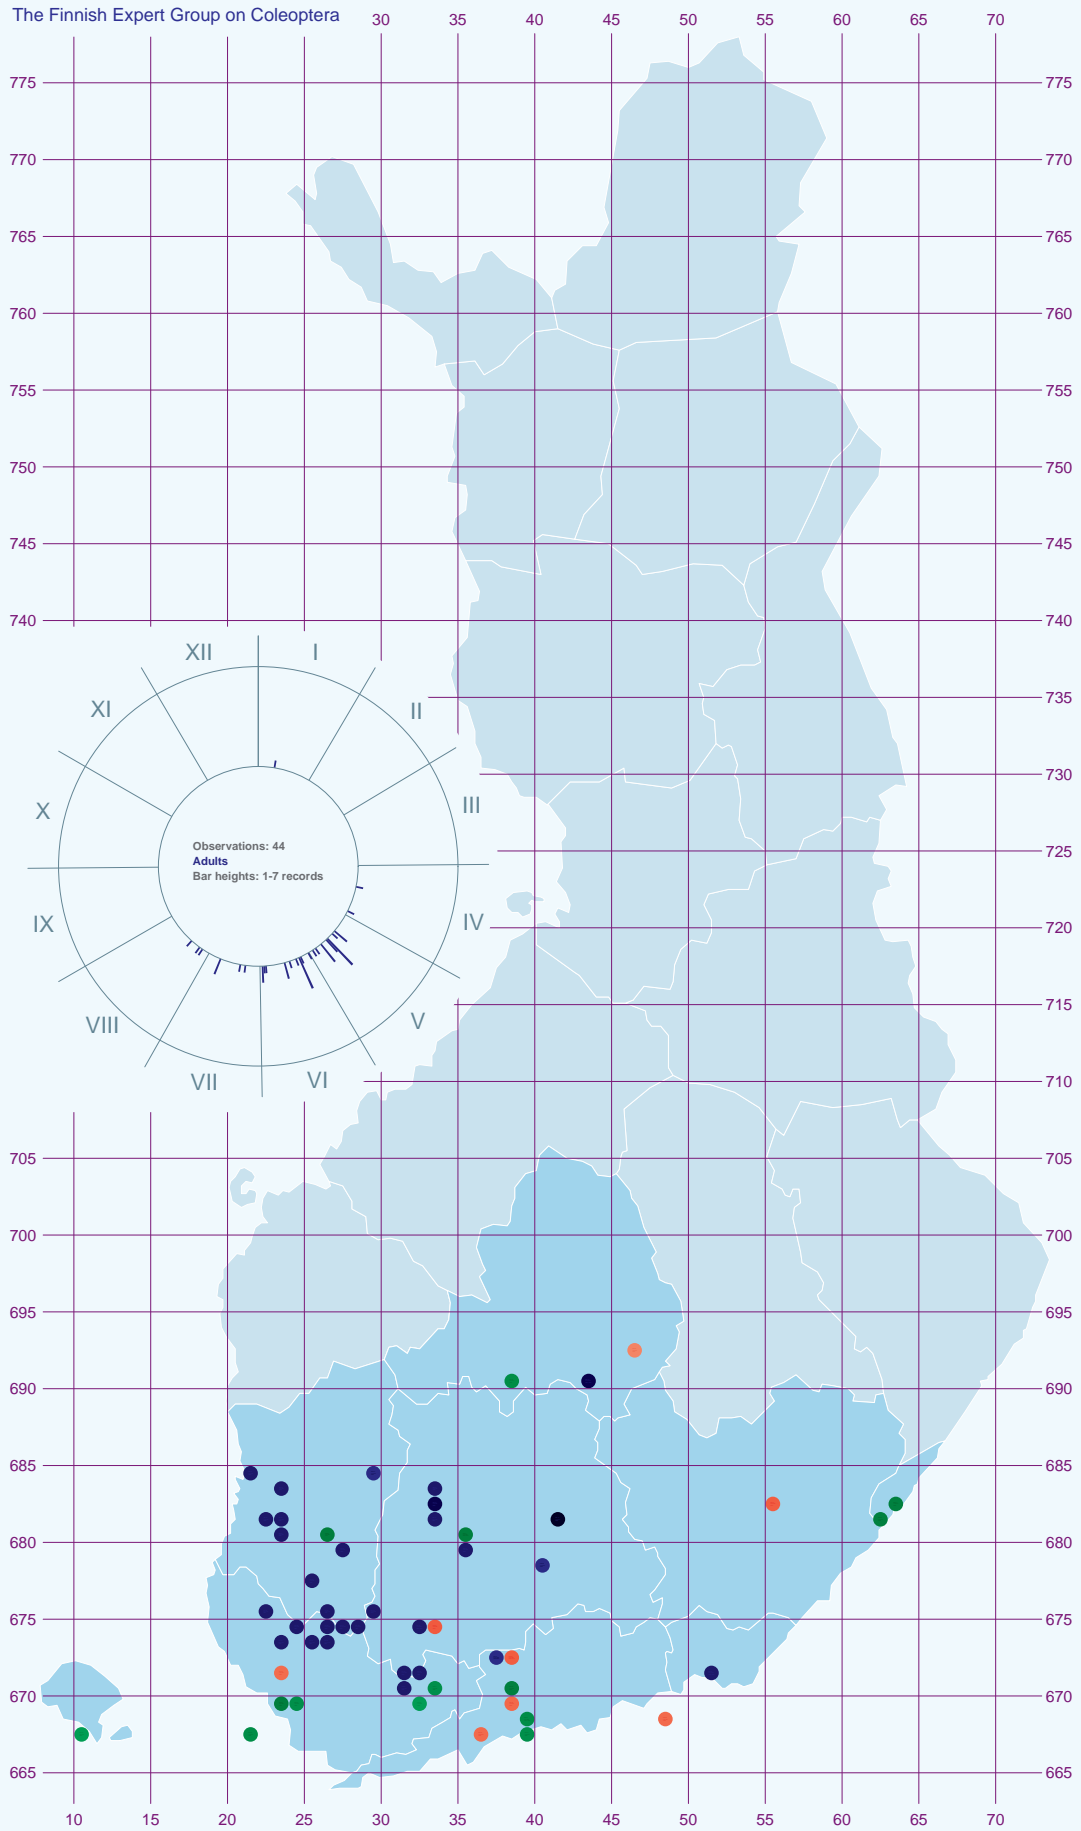 The Finnish Expert Group on Coleoptera
30 35 40 45 50 55 60 65 70
775 775
770 770
765 765
760 760
755 755
750 750
745 745
740 740
XII I
735
XI II
730
X III
725
Observations: 44
Adults
Bar heights: 1-7 records
IX IV
720
715
VIII V
VII VI
710
705 705
700 700
695 695
690 690
685 685
680 680
675 675
670 670
665 665
10 15 20 25 30 35 40 45 50 55 60 65 70